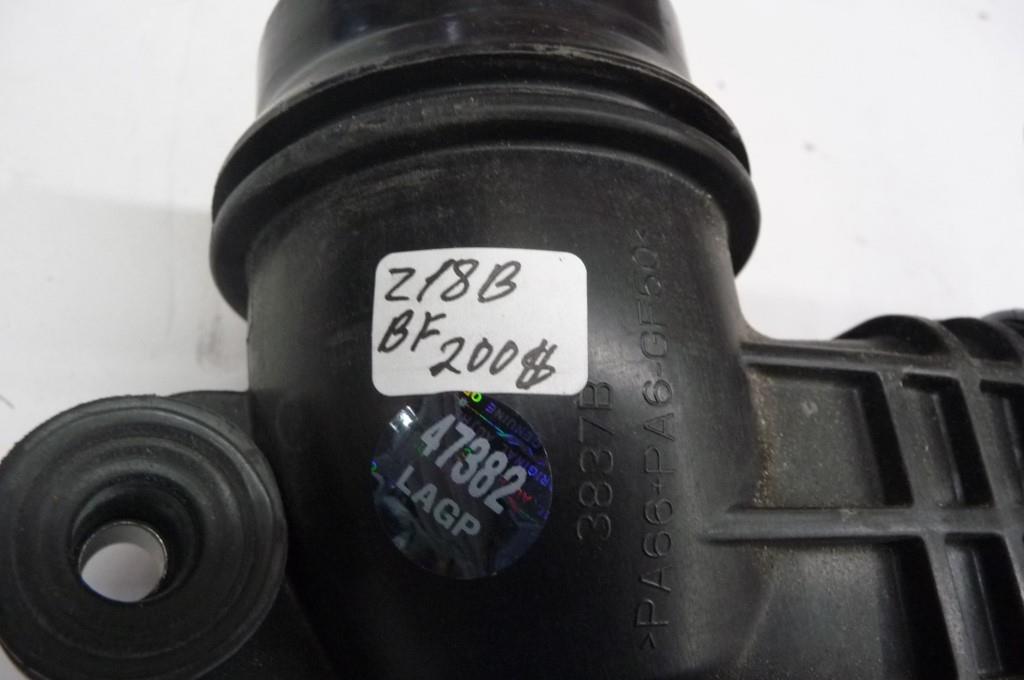 Z18B
BF 200$
47382
LAGP
3837B
>PA66+PA6-GF50<